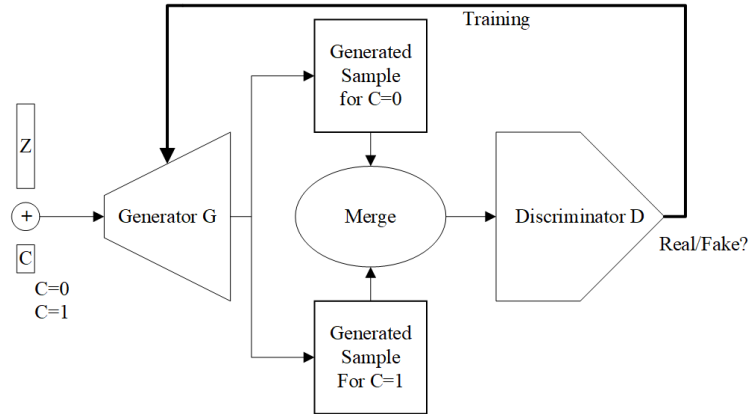 Training
Generated
Sample
for C=0
Z
+
Generator G
Merge
Discriminator D
Real/Fake?
C
C=0
C=1
Generated
Sample
For C=1